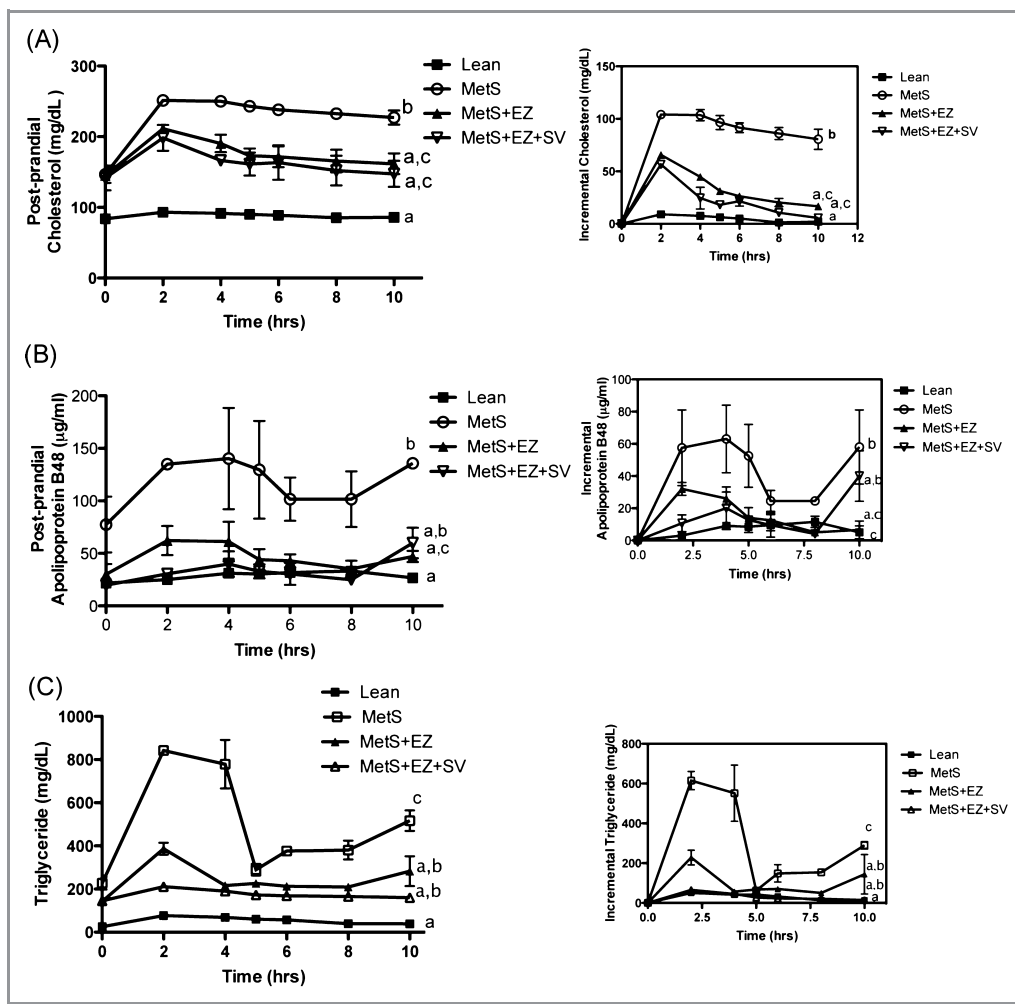 (A)
Post-prandial
Cholesterol (mg/dL)
300
200
100
0
0 2 4 6 8 10
Time (hrs)
Lean
MetS
MetS+EZ
MetS+EZ+SV
b
a,c
a,c
a
Incremental Cholesterol (mg/dL)
150
100
50
0
0 2 4 6 8 10 12
Time (hrs)
Lean
MetS
MetS+EZ
MetS+EZ+SV
b
a,c
a,c
a
(B)
Post-prandial
Apolipoprotein B48 (µg/ml)
200
150
100
50
0
0 2 4 6 8 10
Time (hrs)
Lean
MetS
MetS+EZ
MetS+EZ+SV
b
a,b
a,c
a
Incremental
Apolipoprotein B48 (µg/ml)
100
80
60
40
20
0
0.0 2.5 5.0 7.5 10.0
Time (hrs)
Lean
MetS
MetS+EZ
MetS+EZ+SV
b
a,b
a,c
c
(C)
Triglyceride (mg/dL)
1000
800
600
400
200
0
0 2 4 6 8 10
Time (hrs)
Lean
MetS
MetS+EZ
MetS+EZ+SV
c
a,b
a,b
a
Incremental Triglyceride (mg/dL)
800
600
400
200
0
0.0 2.5 5.0 7.5 10.0
Time (hrs)
Lean
MetS
MetS+EZ
MetS+EZ+SV
c
a,b
a,b
a